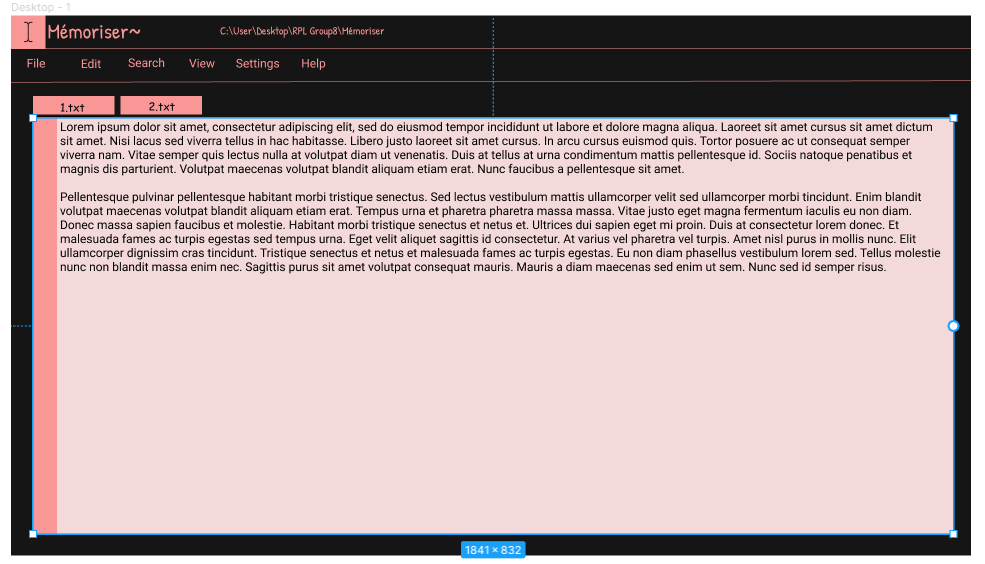 Desktop - 1
Mémoriser~ C:\User\Desktop\RPL Group8\Mémoriser
File Edit Search View Settings Help
1.txt 2.txt
Lorem ipsum dolor sit amet, consectetur adipiscing elit, sed do eiusmod tempor incididunt ut labore et dolore magna aliqua. Laoreet sit amet cursus sit amet dictum
sit amet. Nisi lacus sed viverra tellus in hac habitasse. Libero justo laoreet sit amet cursus. In arcu cursus euismod quis. Tortor posuere ac ut consequat semper
viverra nam. Vitae semper quis lectus nulla at volutpat diam ut venenatis. Duis at tellus at urna condimentum mattis pellentesque id. Sociis natoque penatibus et
magnis dis parturient. Volutpat maecenas volutpat blandit aliquam etiam erat. Nunc faucibus a pellentesque sit amet.
Pellentesque pulvinar pellentesque habitant morbi tristique senectus. Sed lectus vestibulum mattis ullamcorper velit sed ullamcorper morbi tincidunt. Enim blandit
volutpat maecenas volutpat blandit aliquam etiam erat. Tempus urna et pharetra pharetra massa massa. Vitae justo eget magna fermentum iaculis eu non diam.
Donec massa sapien faucibus et molestie. Habitant morbi tristique senectus et netus et. Ultrices dui sapien eget mi proin. Duis at consectetur lorem donec. Et
malesuada fames ac turpis egestas sed tempus urna. Eget velit aliquet sagittis id consectetur. At varius vel pharetra vel turpis. Amet nisl purus in mollis nunc. Elit
ullamcorper dignissim cras tincidunt. Tristique senectus et netus et malesuada fames ac turpis egestas. Eu non diam phasellus vestibulum lorem sed. Tellus molestie
nunc non blandit massa enim nec. Sagittis purus sit amet volutpat consequat mauris. Mauris a diam maecenas sed enim ut sem. Nunc sed id semper risus.
1841 × 832